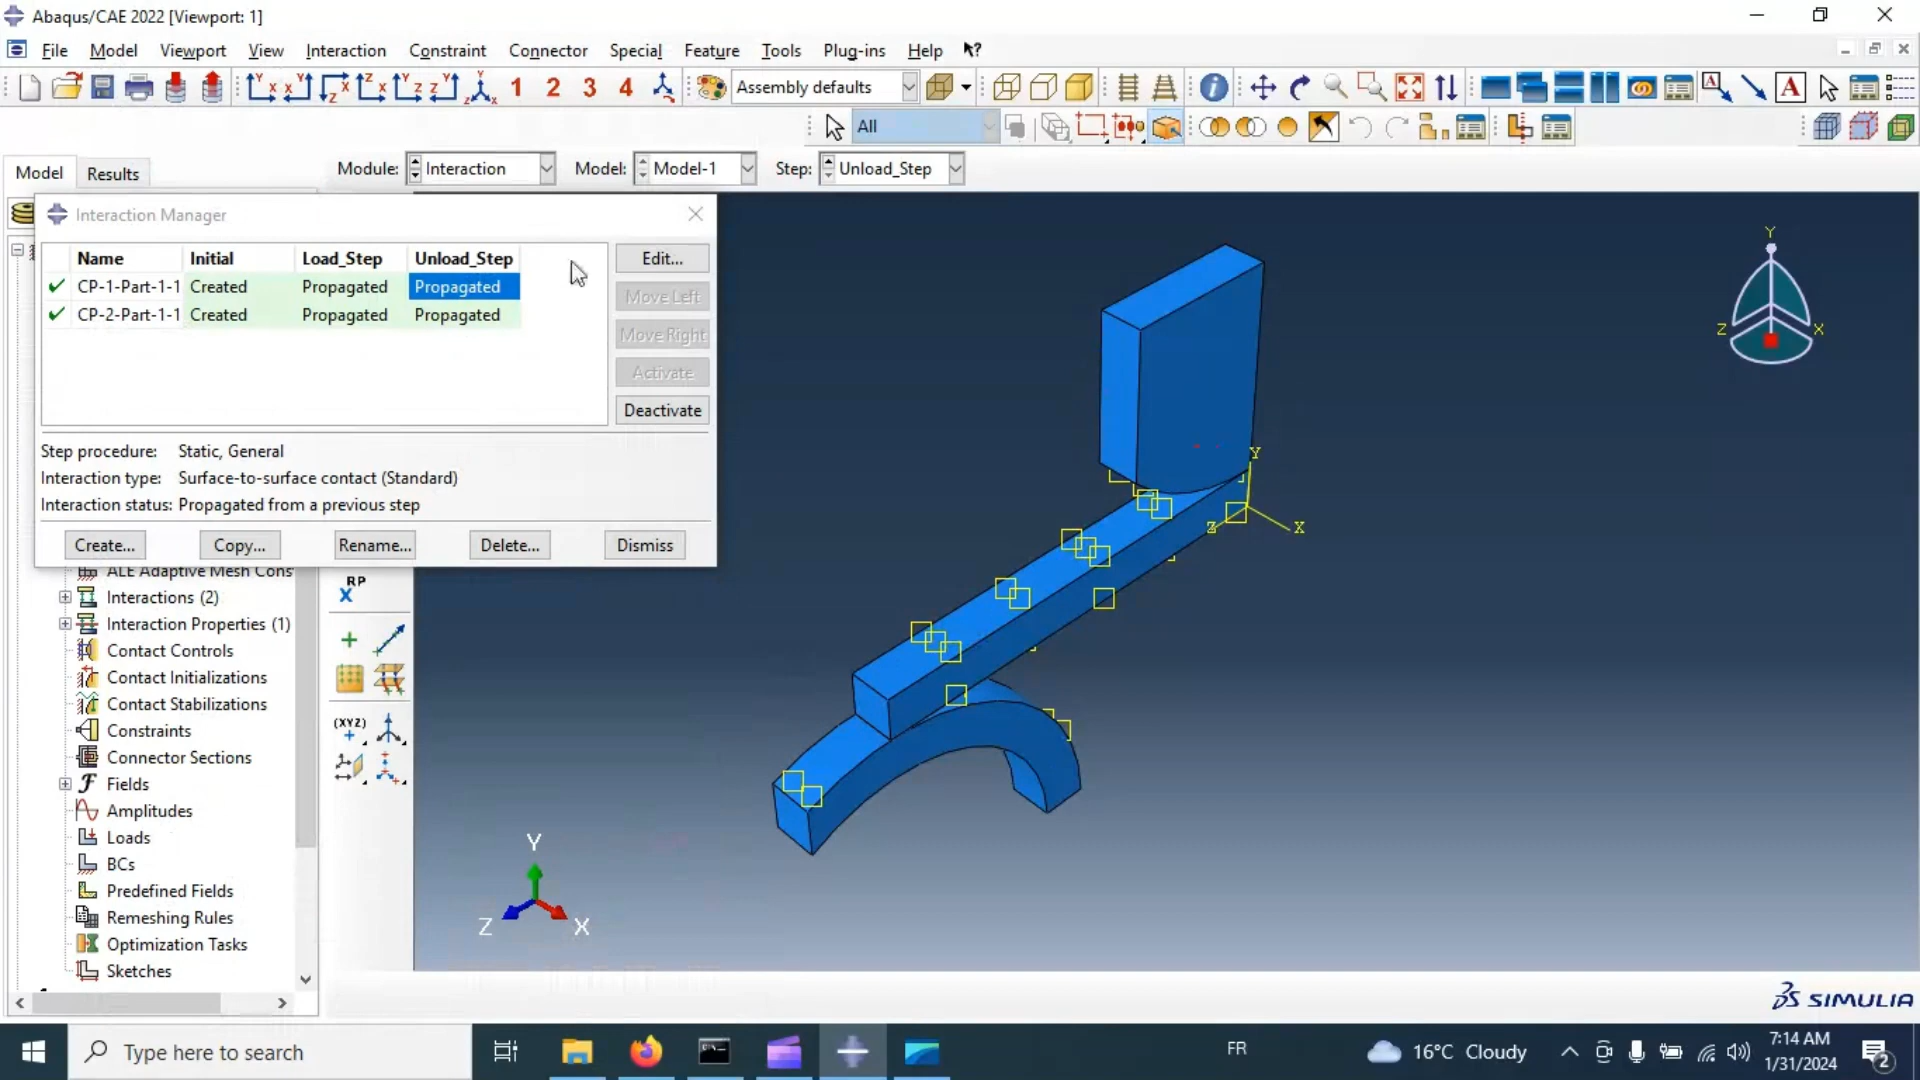 Abaqus/CAE 2022 [Viewport: 1]
File Model Viewport View Interaction Constraint Connector Special Feature Tools Plug-ins Help
1 2 3 4 Assembly defaults
All
Model Results
Module: Interaction Model: Model-1 Step: Unload_Step
Interaction Manager
Name Initial Load_Step Unload_Step
CP-1-Part-1-1 Created Propagated Propagated
CP-2-Part-1-1 Created Propagated Propagated
Edit...
Move Left
Move Right
Activate
Deactivate
Step procedure: Static, General
Interaction type: Surface-to-surface contact (Standard)
Interaction status: Propagated from a previous step
Create... Copy... Rename... Delete... Dismiss
ALE Adaptive Mesh Cons
Interactions (2)
Interaction Properties (1)
Contact Controls
Contact Initializations
Contact Stabilizations
Constraints
Connector Sections
Fields
Amplitudes
Loads
BCs
Predefined Fields
Remeshing Rules
Optimization Tasks
Sketches
RP
X
(XYZ)
Y
Z X
Y
Z X
Y
Z X
SIMULIA
Type here to search
FR
16°C Cloudy
7:14 AM
1/31/2024
2